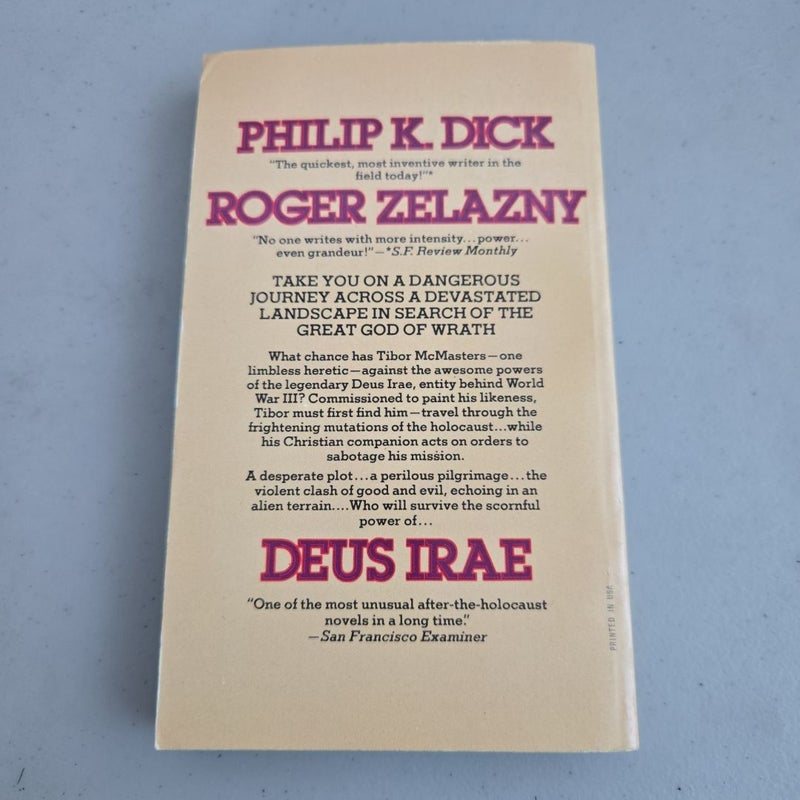 PHILIP K. DICK
"The quickest, most inventive writer in the
field today!"*
ROGER ZELAZNY
"No one writes with more intensity...power...
even grandeur!"—*S.F. Review Monthly
TAKE YOU ON A DANGEROUS
JOURNEY ACROSS A DEVASTATED
LANDSCAPE IN SEARCH OF THE
GREAT GOD OF WRATH
What chance has Tibor McMasters—one
limbless heretic—against the awesome powers
of the legendary Deus Irae, entity behind World
War III? Commissioned to paint his likeness,
Tibor must first find him—travel through the
frightening mutations of the holocaust...while
his Christian companion acts on orders to
sabotage his mission.
A desperate plot...a perilous pilgrimage...the
violent clash of good and evil, echoing in an
alien terrain....Who will survive the scornful
power of...
DEUS IRAE
"One of the most unusual after-the-holocaust
novels in a long time."
—San Francisco Examiner
PRINTED IN USA